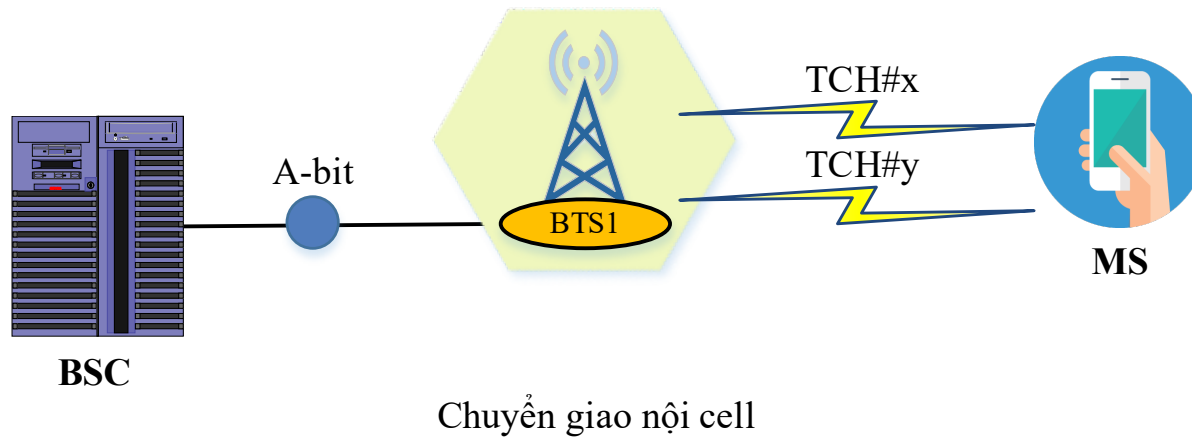 TCH#x
A-bit
TCH#y
BTS1
MS
BSC
Chuyển giao nội cell